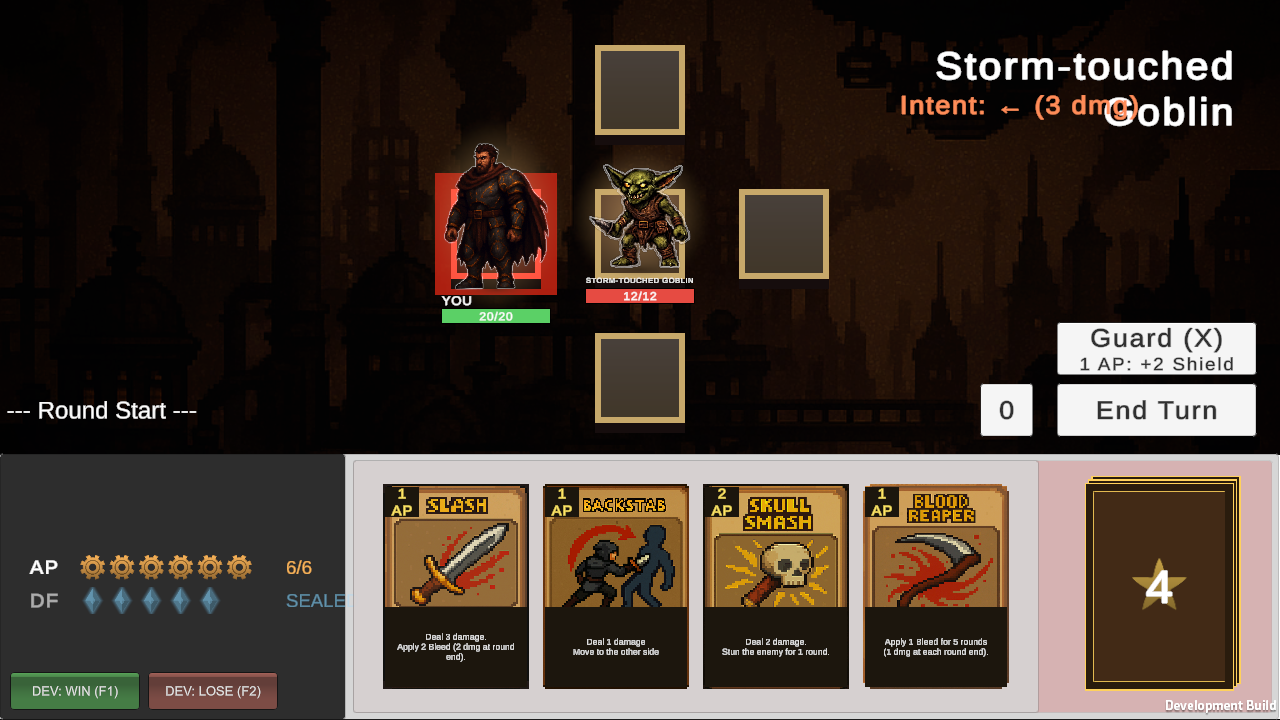 Storm-touched
Goblin
Intent: ← (3 dmg)
STORM-TOUCHED GOBLIN
12/12
YOU
20/20
Guard (X)
1 AP: +2 Shield
--- Round Start ---
0
End Turn
1
AP
SLASH
Deal 3 damage.
Apply 2 Bleed (2 dmg at round
end).
1
AP
BACKSTAB
Deal 1 damage
Move to the other side
2
AP
SKULL
SMASH
Deal 2 damage.
Stun the enemy for 1 round.
1
AP
BLOOD
REAPER
Apply 1 Bleed for 5 rounds
(1 dmg at each round end).
4
AP
6/6
DF
SEALE
DEV: WIN (F1)
DEV: LOSE (F2)
Development Build